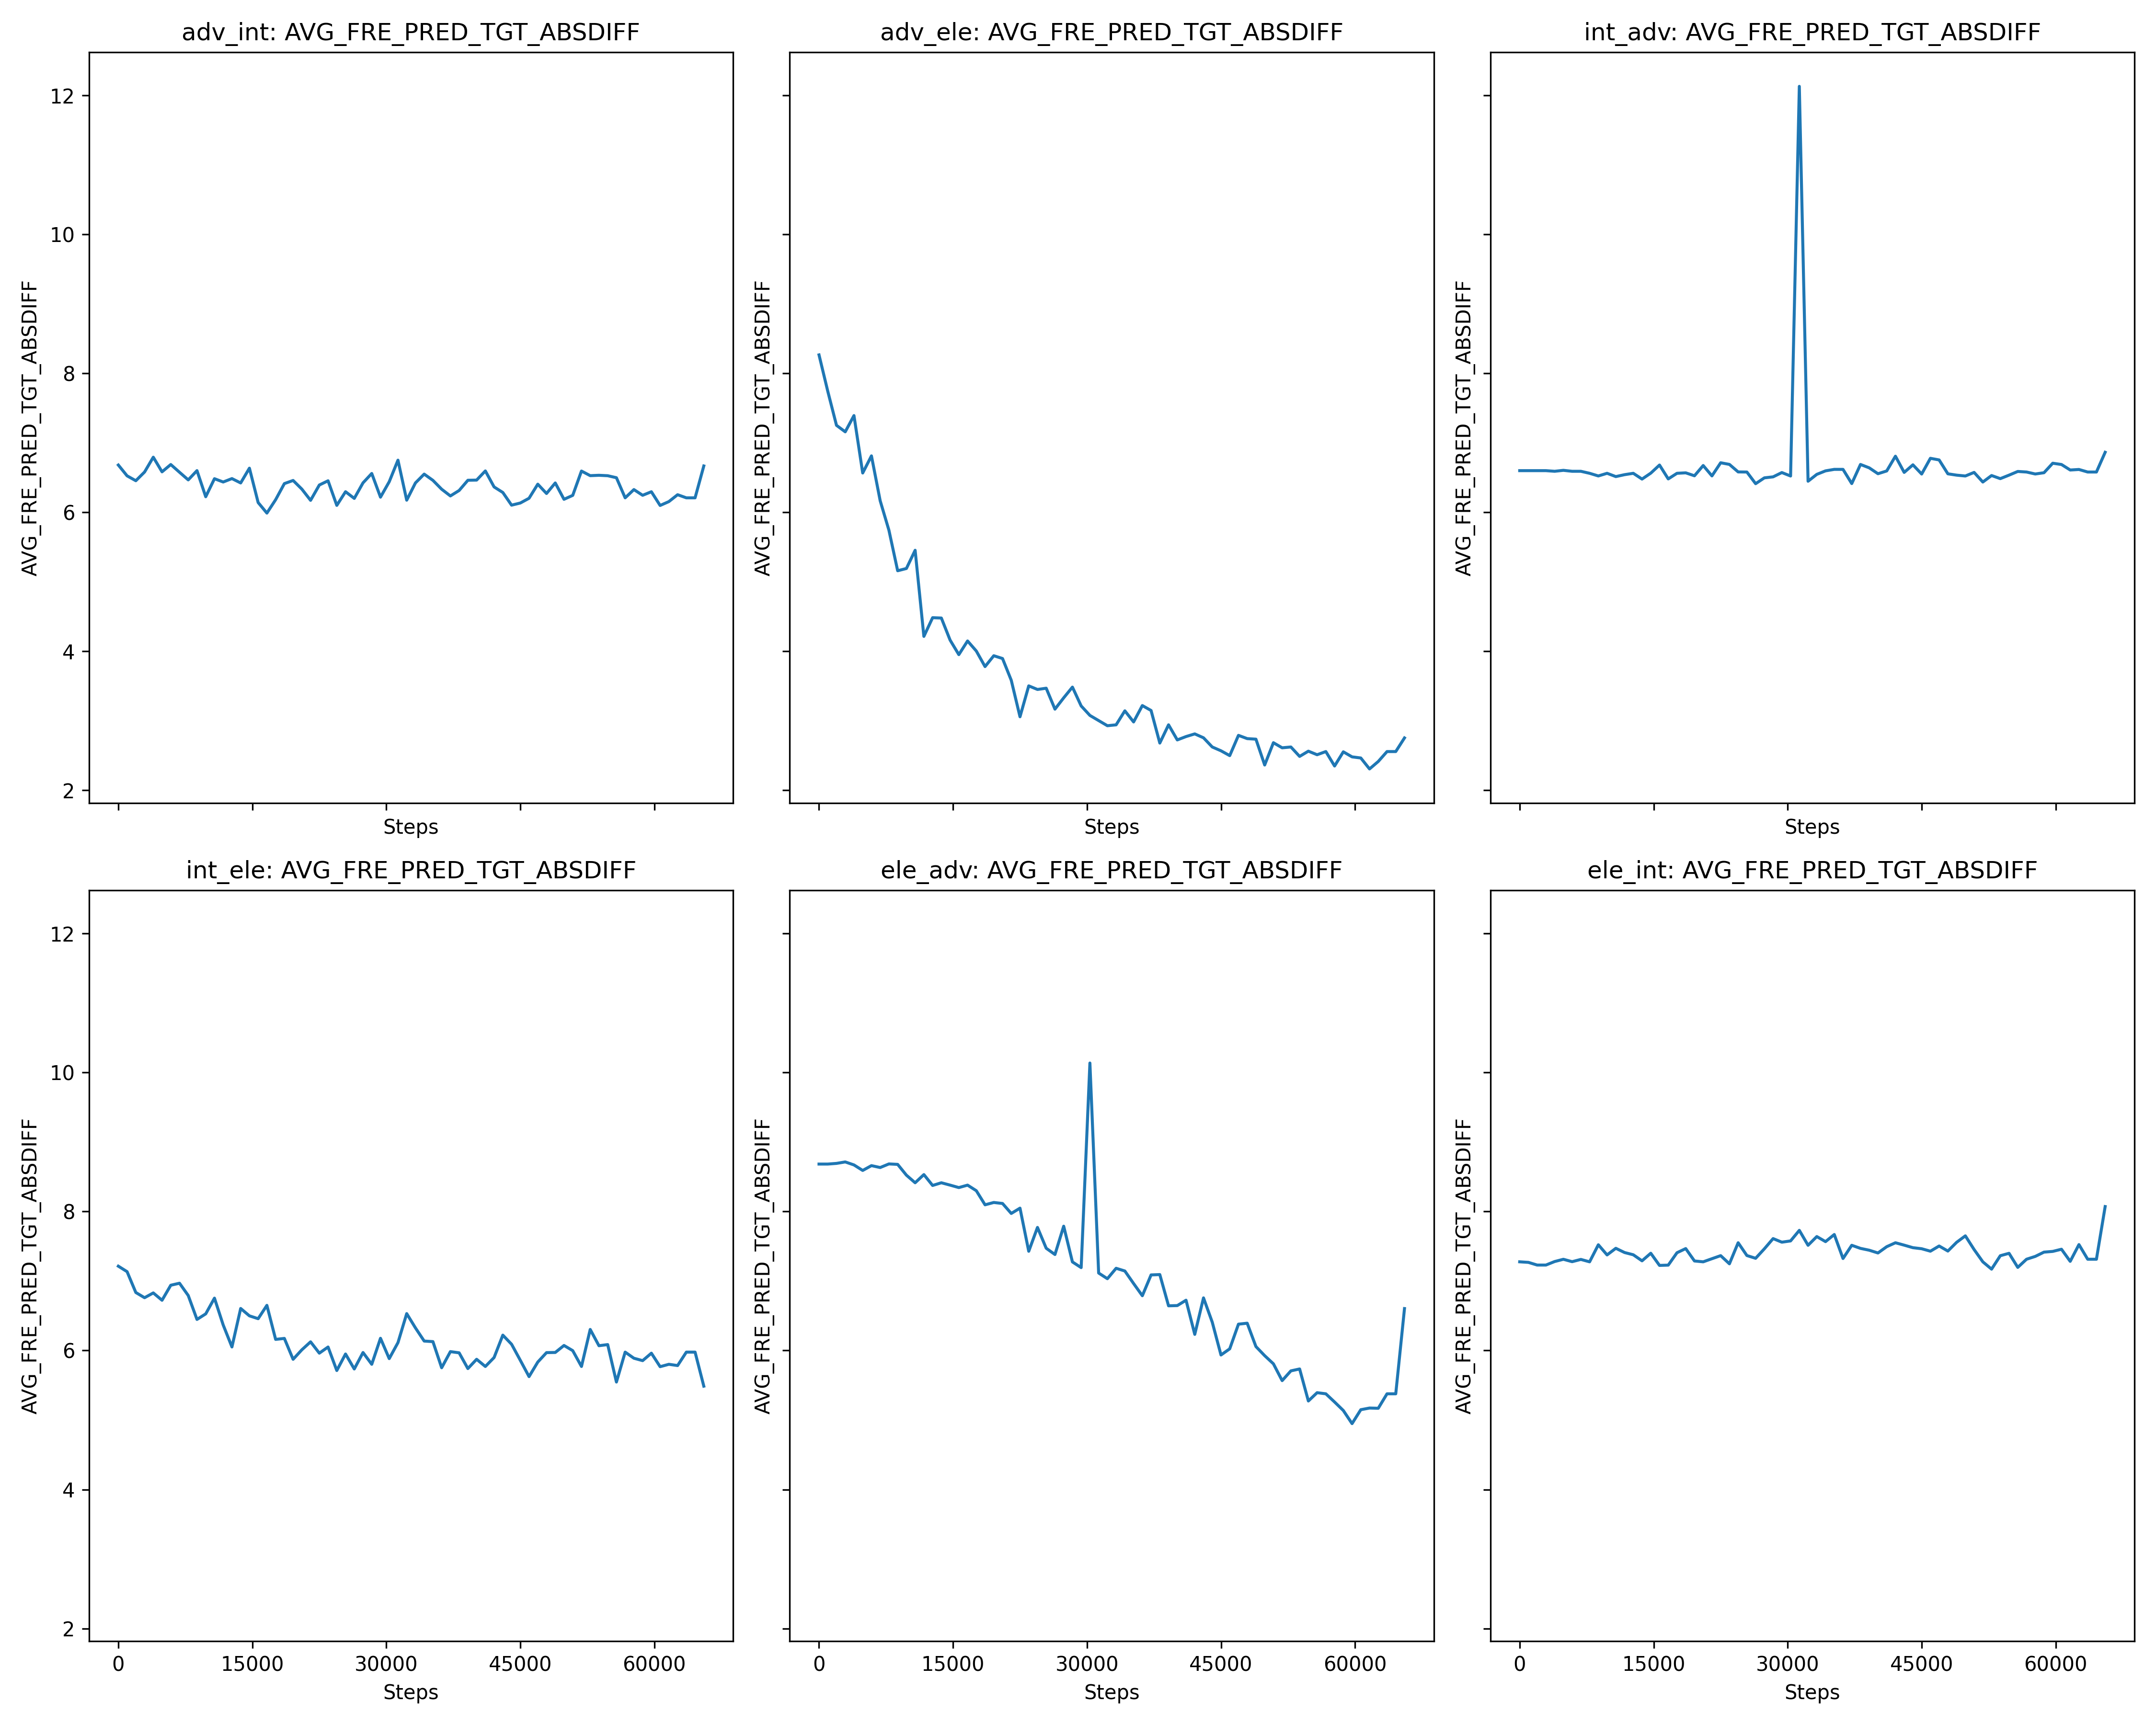 adv_int: AVG_FRE_PRED_TGT_ABSDIFF
adv_ele: AVG_FRE_PRED_TGT_ABSDIFF
int_adv: AVG_FRE_PRED_TGT_ABSDIFF
AVG_FRE_PRED_TGT_ABSDIFF
12
10
8
6
4
2
AVG_FRE_PRED_TGT_ABSDIFF
AVG_FRE_PRED_TGT_ABSDIFF
Steps
Steps
Steps
int_ele: AVG_FRE_PRED_TGT_ABSDIFF
ele_adv: AVG_FRE_PRED_TGT_ABSDIFF
ele_int: AVG_FRE_PRED_TGT_ABSDIFF
AVG_FRE_PRED_TGT_ABSDIFF
12
10
8
6
4
2
AVG_FRE_PRED_TGT_ABSDIFF
AVG_FRE_PRED_TGT_ABSDIFF
0 15000 30000 45000 60000
0 15000 30000 45000 60000
0 15000 30000 45000 60000
Steps
Steps
Steps